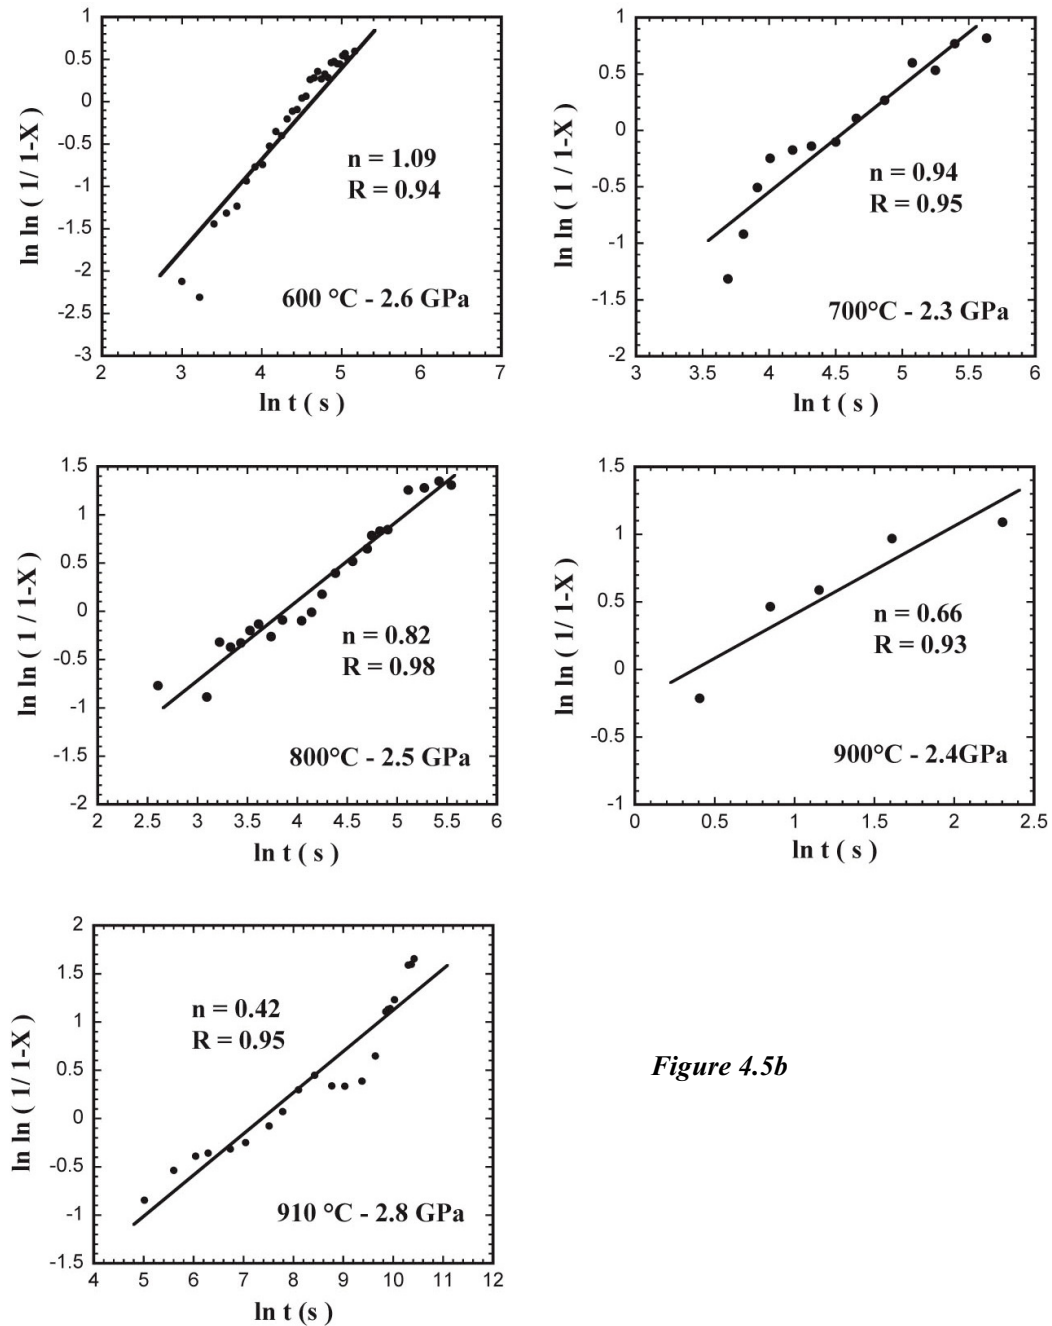 1
0.5
0
-0.5
-1
-1.5
-2
-2.5
-3
ln ln ( 1/ 1-X )
n = 1.09
R = 0.94
600 °C - 2.6 GPa
2 3 4 5 6 7
ln t ( s )
1
0.5
0
-0.5
-1
-1.5
-2
ln ln ( 1 / 1-X )
n = 0.94
R = 0.95
700°C - 2.3 GPa
3 3.5 4 4.5 5 5.5 6
ln t ( s )
1.5
1
0.5
0
-0.5
-1
-1.5
-2
ln ln ( 1 / 1-X )
n = 0.82
R = 0.98
800°C - 2.5 GPa
2 2.5 3 3.5 4 4.5 5 5.5 6
ln t ( s )
1.5
1
0.5
0
-0.5
-1
ln ln ( 1/ 1-X )
n = 0.66
R = 0.93
900°C - 2.4GPa
0 0.5 1 1.5 2 2.5
ln t ( s )
2
1.5
1
0.5
0
-0.5
-1
-1.5
ln ln ( 1/ 1-X )
n = 0.42
R = 0.95
910 °C - 2.8 GPa
4 5 6 7 8 9 10 11 12
ln t (s )
Figure 4.5b